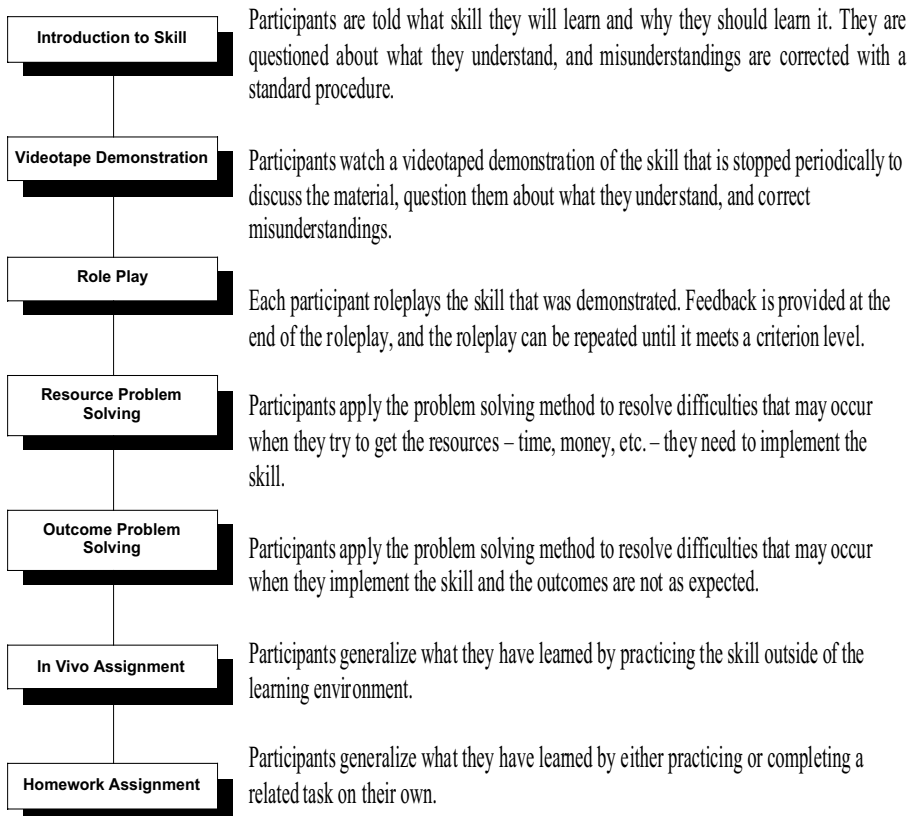 Introduction to Skill
Participants are told what skill they will learn and why they should learn it. They are
questioned about what they understand, and misunderstandings are corrected with a
standard procedure.
Videotape Demonstration
Participants watch a videotaped demonstration of the skill that is stopped periodically to
discuss the material, question them about what they understand, and correct
misunderstandings.
Role Play
Each participant roleplays the skill that was demonstrated. Feedback is provided at the
end of the roleplay, and the roleplay can be repeated until it meets a criterion level.
Resource Problem
Solving
Participants apply the problem solving method to resolve difficulties that may occur
when they try to get the resources – time, money, etc. – they need to implement the
skill.
Outcome Problem
Solving
Participants apply the problem solving method to resolve difficulties that may occur
when they implement the skill and the outcomes are not as expected.
In Vivo Assignment
Participants generalize what they have learned by practicing the skill outside of the
learning environment.
Homework Assignment
Participants generalize what they have learned by either practicing or completing a
related task on their own.